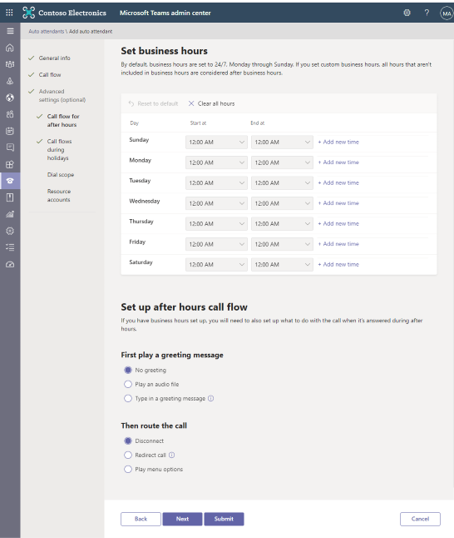 Contoso Electronics Microsoft Teams admin center ? MA
Auto attendants \ Add auto attendant
General info
Call flow
Advanced
settings (optional)
Call flow for
after hours
Call flows
during
holidays
Dial scope
Resource
accounts
Set business hours
By default, business hours are set to 24/7, Monday through Sunday. If you set custom business hours, all hours that aren't
included in business hours are considered after business hours.
Reset to default Clear all hours
Day Start at End at
Sunday 12:00 AM 12:00 AM + Add new time
Monday 12:00 AM 12:00 AM + Add new time
Tuesday 12:00 AM 12:00 AM + Add new time
Wednesday 12:00 AM 12:00 AM + Add new time
Thursday 12:00 AM 12:00 AM + Add new time
Friday 12:00 AM 12:00 AM + Add new time
Saturday 12:00 AM 12:00 AM + Add new time
Set up after hours call flow
If you have business hours set up, you will need to also set up what to do with the call when it's answered during after
hours.
First play a greeting message
No greeting
Play an audio file
Type in a greeting message
Then route the call
Disconnect
Redirect call
Play menu options
Back Next Submit Cancel